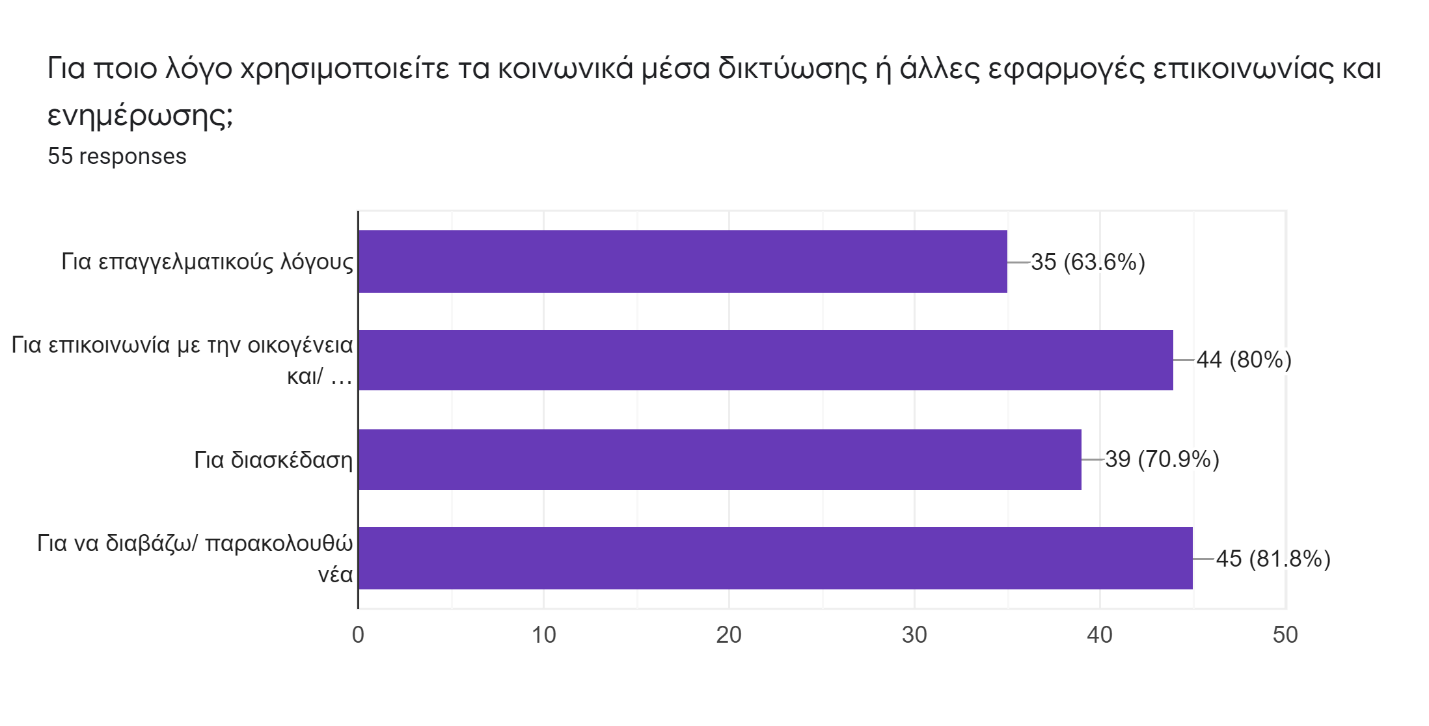 Για ποιο λόγο χρησιμοποιείτε τα κοινωνικά μέσα δικτύωσης ή άλλες εφαρμογές επικοινωνίας και
ενημέρωσης;
55 responses
Για επαγγελματικούς λόγους
35 (63.6%)
Για επικοινωνία με την οικογένεια
και/ …
44 (80%)
Για διασκέδαση
39 (70.9%)
Για να διαβάζω/ παρακολουθώ
νέα
45 (81.8%)
0 10 20 30 40 50